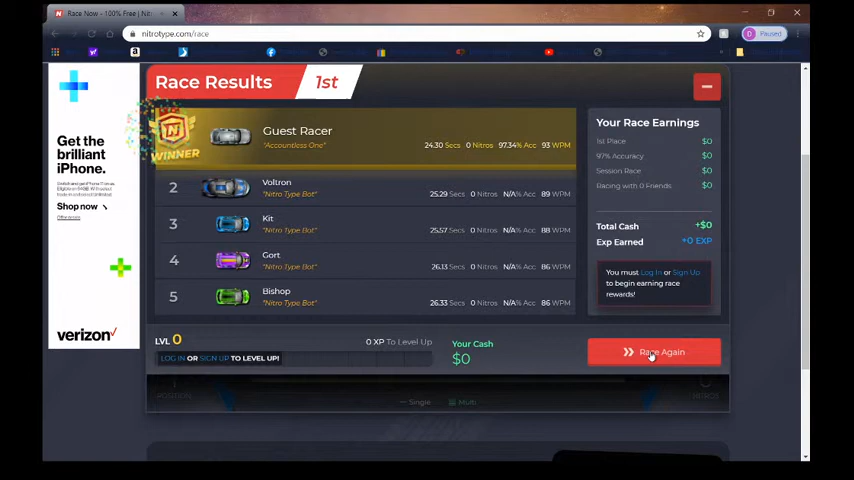 Race Now - 100% Free | Nitr
nitrotype.com/race
Paused
Race Results
1st
WINNER
Guest Racer
"Accountless One"
24.30 Secs 0 Nitros 97.34% Acc 93 WPM
2
Voltron
"Nitro Type Bot"
25.29 Secs 0 Nitros N/A% Acc 89 WPM
3
Kit
"Nitro Type Bot"
25.57 Secs 0 Nitros N/A% Acc 88 WPM
4
Gort
"Nitro Type Bot"
26.13 Secs 0 Nitros N/A% Acc 86 WPM
5
Bishop
"Nitro Type Bot"
26.33 Secs 0 Nitros N/A% Acc 86 WPM
Your Race Earnings
1st Place $0
97% Accuracy $0
Session Race $0
Racing with 0 Friends $0
Total Cash +$0
Exp Earned +0 EXP
You must Log In or Sign Up
to begin earning race
rewards!
LVL 0
0 XP To Level Up
LOG IN OR SIGN UP TO LEVEL UP!
Your Cash
$0
Race Again
POSITION
NITROS
Single
Multi
Get the
brilliant
iPhone.
Shop now
verizon